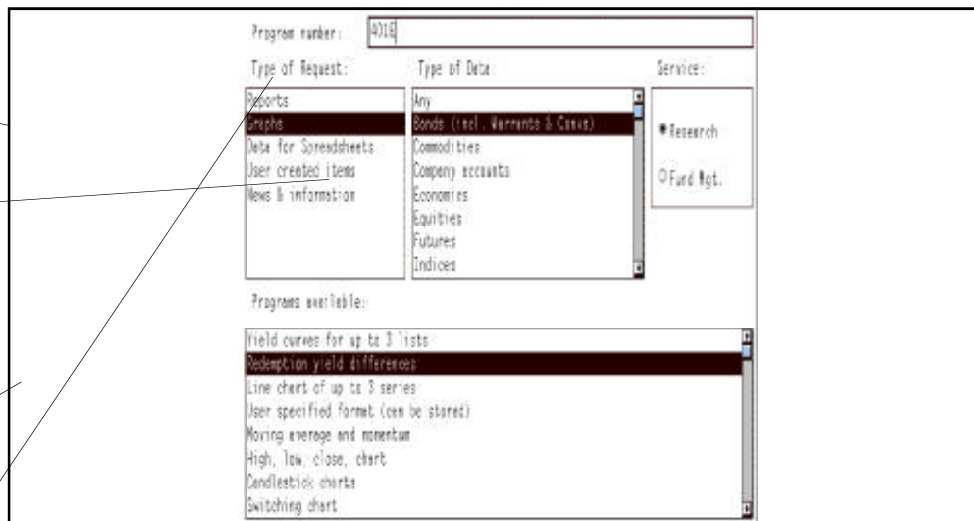 Program number: 401E
Type of Request: Type of Data: Service:
Reports
Graphs
Data for Spreadsheets
User created items
News & information
Any
Bonds (incl. Warrants & Convs)
Commodities
Company accounts
Economies
Equities
Futures
Indices
Research
Fund Mgt.
Programs available:
Yield curves for up to 3 lists
Redemption yield differences
Line chart of up to 3 series
User specified format (can be stored)
Moving average and momentum
High, low, close, chart
Candlestick charts
Switching chart